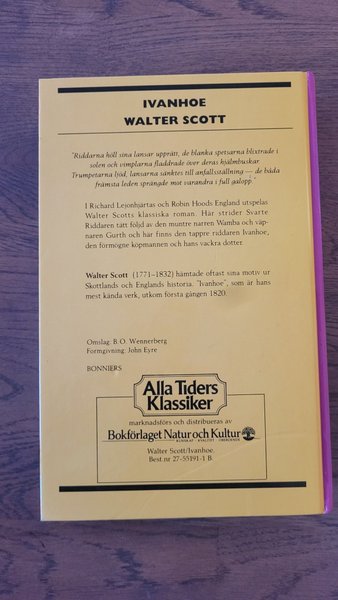 IVANHOE
WALTER SCOTT
"Riddarna höll sina lansar upprätt, de blanka spetsarna blixtrade i
solen och vimplarna fladdrade över deras hjälmbuskar.
Trumpetarna ljöd, lansarna sänktes till anfallsställning — de båda
främsta leden sprängde mot varandra i full galopp."
I Richard Lejonhjärtas och Robin Hoods England utspelas
Walter Scotts klassiska roman. Här strider Svarte
Riddaren tätt följd av den muntre narren Wamba och väp-
naren Gurth och här finns den tappre riddaren Ivanhoe,
den förmögne kopmannen och hans vackra dotter.
Walter Scott (1771–1832) hämtade oftast sina motiv ur
Skottlands och Englands historia. "Ivanhoe", som är hans
mest kända verk, utkom första gången 1820.
Omslag: B.O. Wennerberg
Formgivning: John Eyre
BONNIERS
Alla Tiders
Klassiker
marknadsförs och distribueras av
Bokförlaget Natur och Kultur
KUNSKAP · KVALITET · OBEROENDE
Walter Scott/Ivanhoe.
Best.nr 27-55191-1 B.